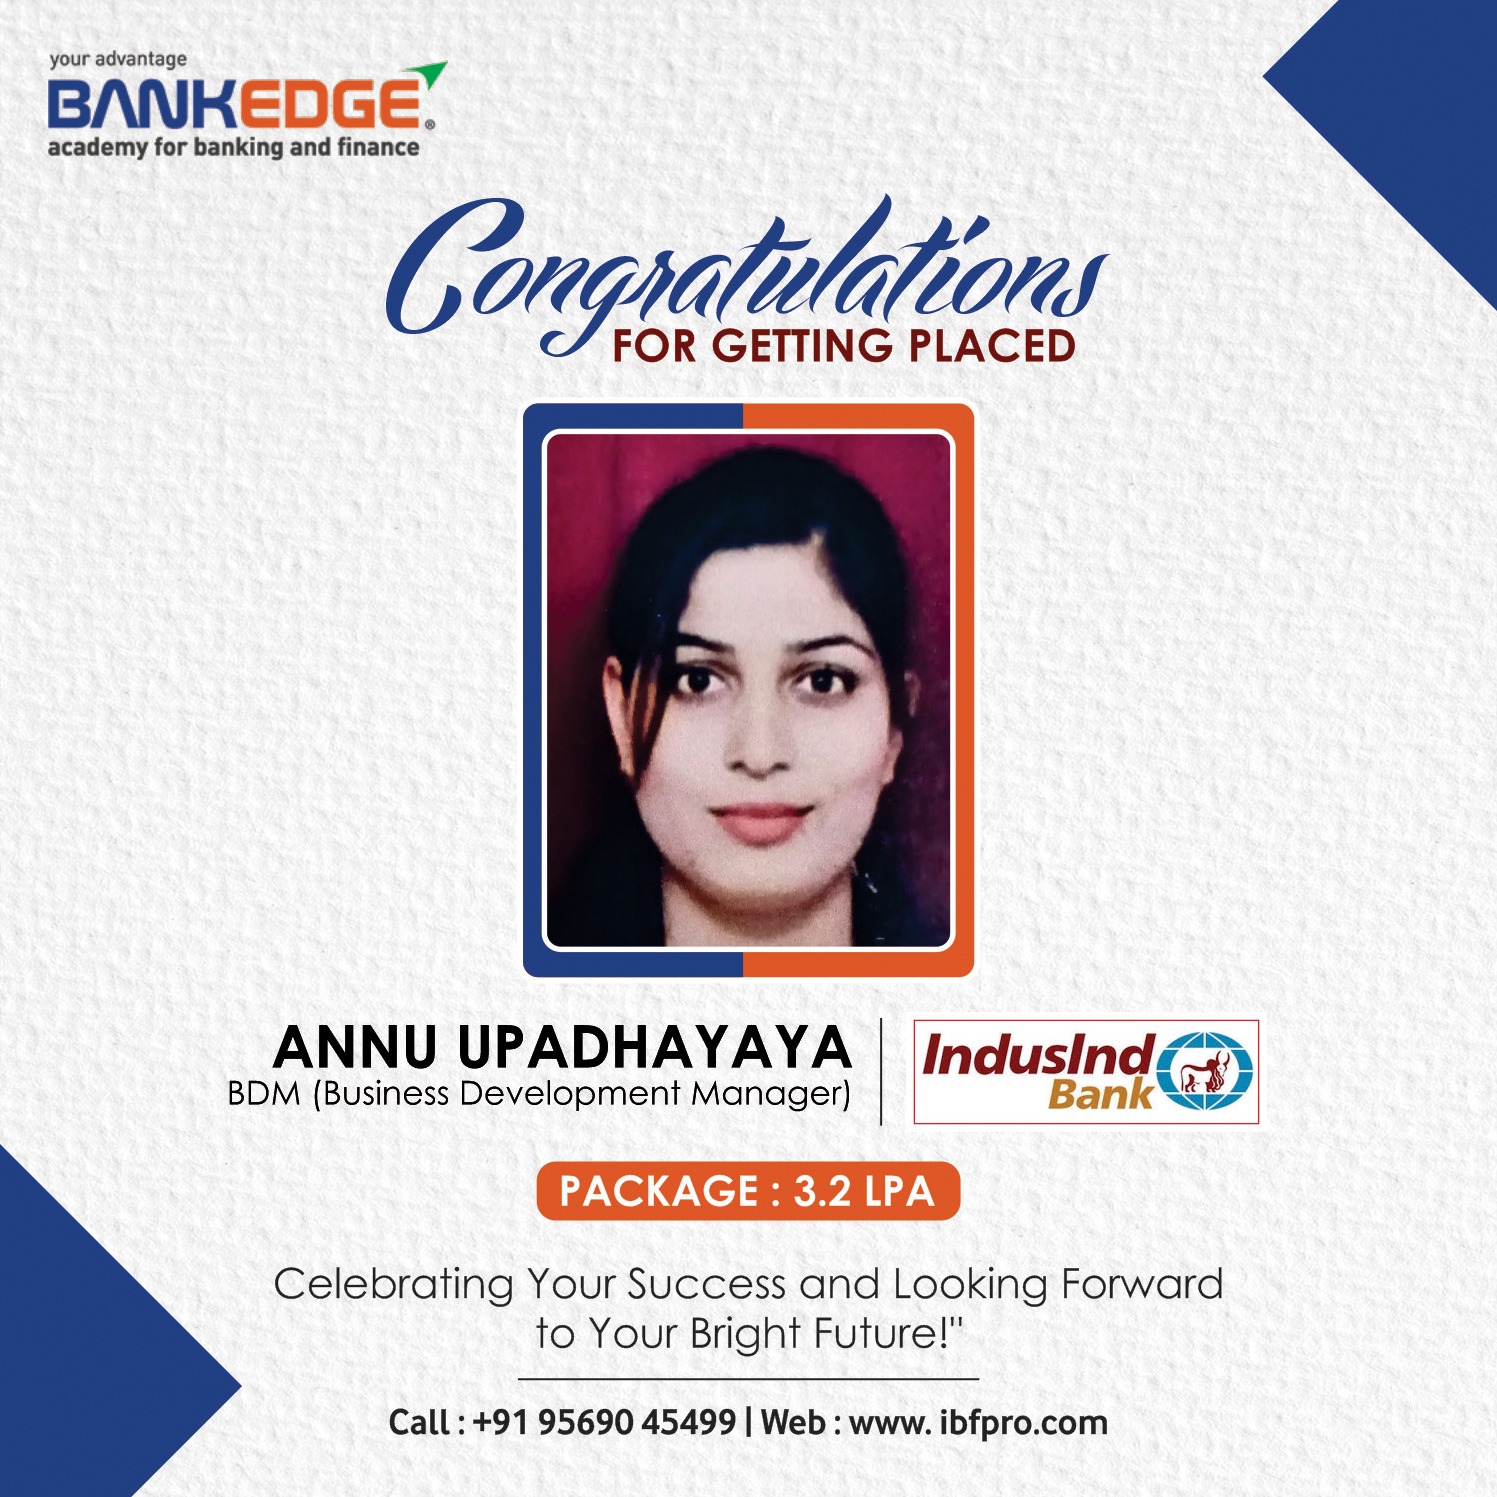 your advantage
BANKEDGE®
academy for banking and finance
Congratulations
FOR GETTING PLACED
ANNU UPADHAYAYA
BDM (Business Development Manager)
IndusInd
Bank
PACKAGE : 3.2 LPA
Celebrating Your Success and Looking Forward
to Your Bright Future!"
Call : +91 95690 45499 | Web : www. ibfpro.com